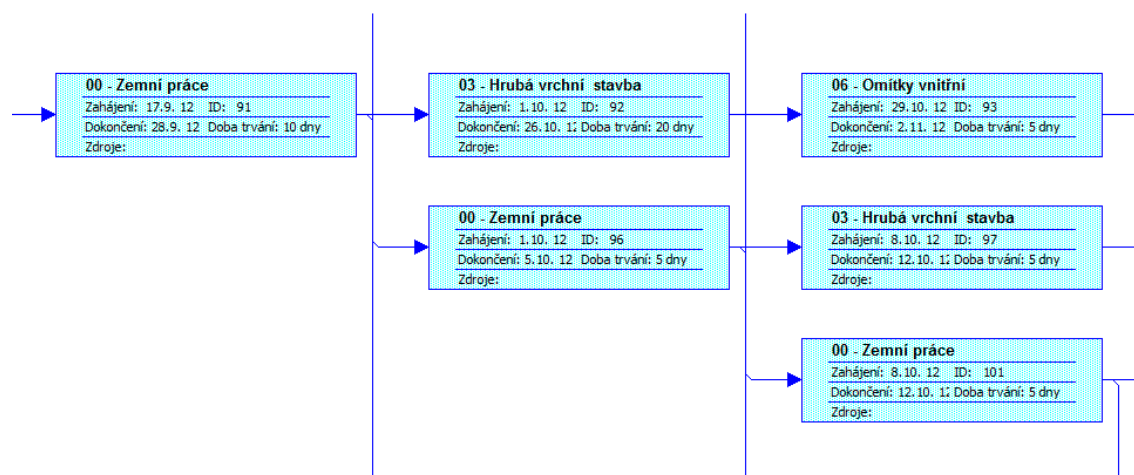 00 - Zemní práce
Zahájení: 17.9. 12 ID: 91
Dokončení: 28.9. 12 Doba trvání: 10 dny
Zdroje:
03 - Hrubá vrchní stavba
Zahájení: 1.10. 12 ID: 92
Dokončení: 26.10. 12 Doba trvání: 20 dny
Zdroje:
06 - Omítky vnitřní
Zahájení: 29.10. 12 ID: 93
Dokončení: 2.11. 12 Doba trvání: 5 dny
Zdroje:
00 - Zemní práce
Zahájení: 1.10. 12 ID: 96
Dokončení: 5.10. 12 Doba trvání: 5 dny
Zdroje:
03 - Hrubá vrchní stavba
Zahájení: 8.10. 12 ID: 97
Dokončení: 12.10. 12 Doba trvání: 5 dny
Zdroje:
00 - Zemní práce
Zahájení: 8.10. 12 ID: 101
Dokončení: 12.10. 12 Doba trvání: 5 dny
Zdroje: